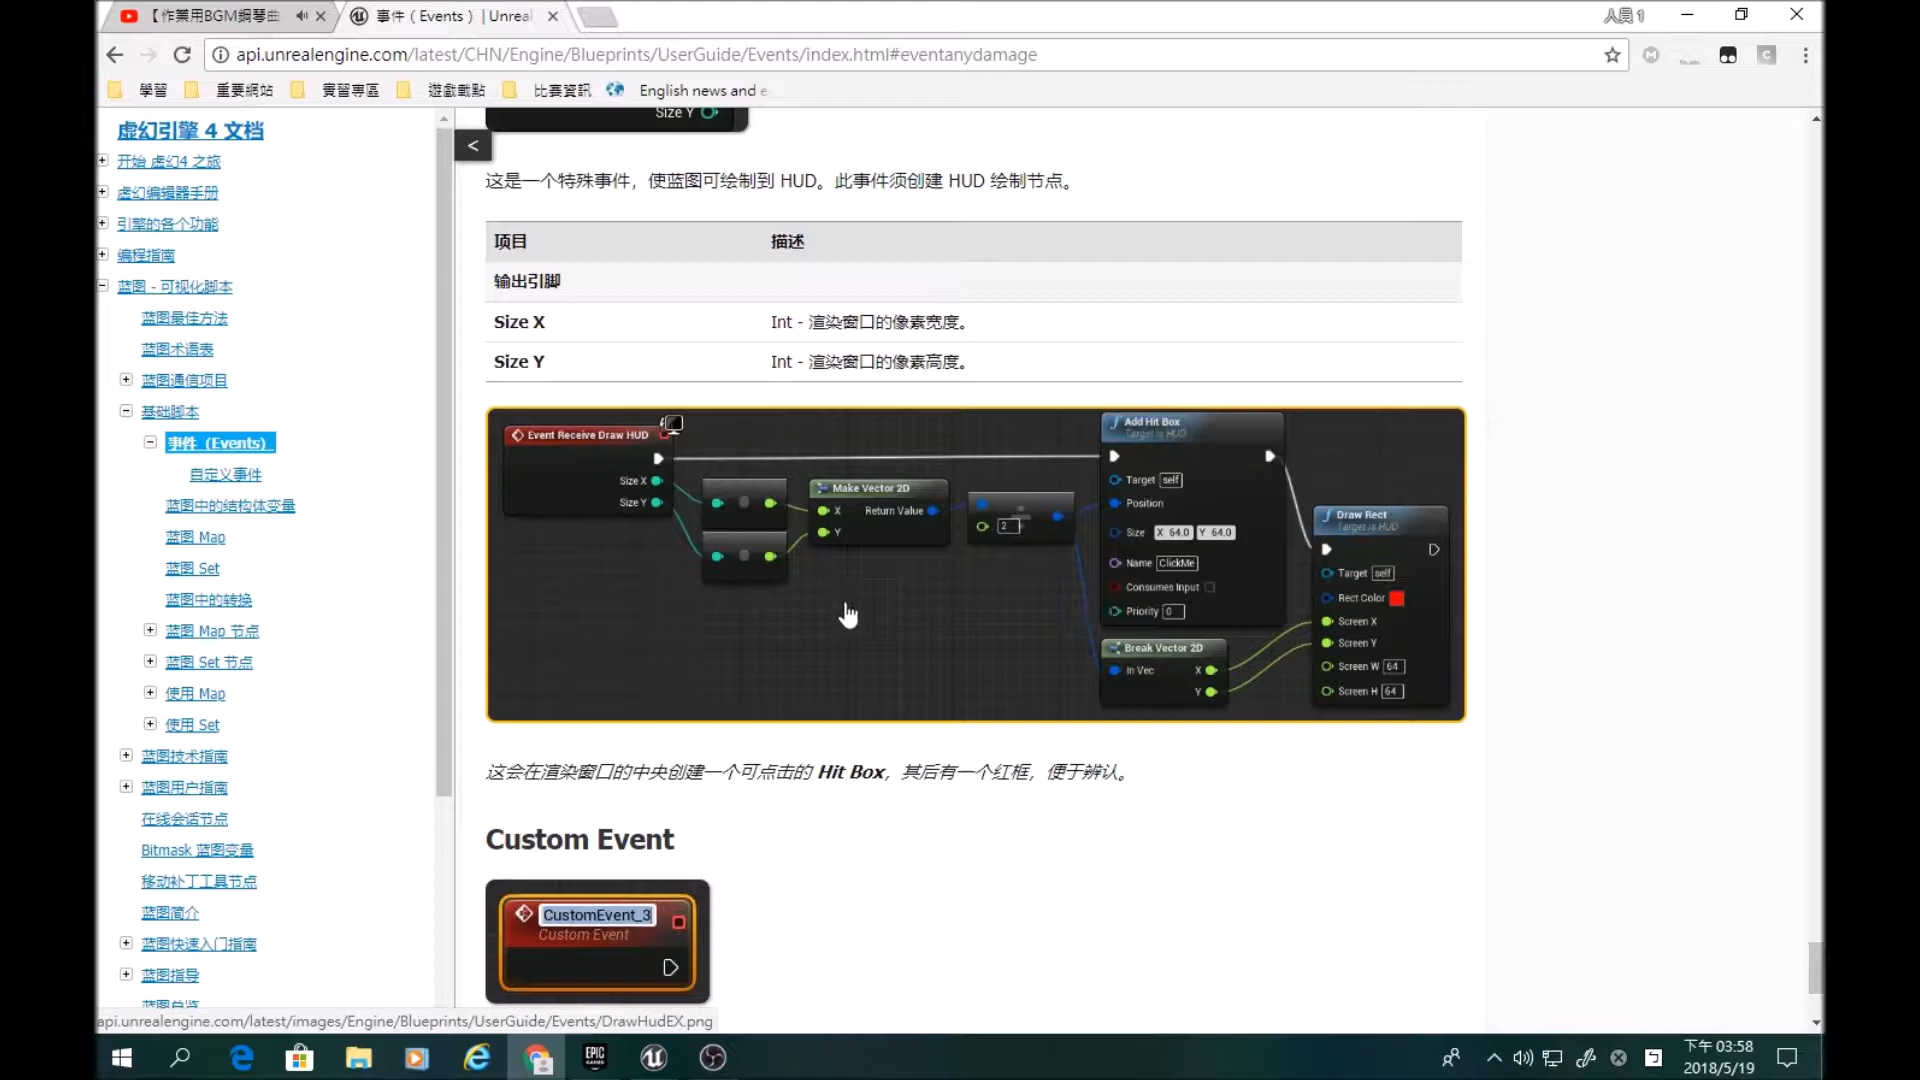 【作業用BGM鋼琴曲
事件（Events）| Unreal
人員 1
api.unrealengine.com/latest/CHN/Engine/Blueprints/UserGuide/Events/index.html#eventanydamage
學習
重要網站
實習專區
遊戲載點
比賽資訊
English news and e
虚幻引擎 4 文档
开始 虚幻4 之旅
虚幻编辑器手册
引擎的各个功能
编程指南
蓝图 - 可视化脚本
蓝图最佳方法
蓝图术语表
蓝图通信项目
基础脚本
事件（Events）
自定义事件
蓝图中的结构体变量
蓝图 Map
蓝图 Set
蓝图中的转换
蓝图 Map 节点
蓝图 Set 节点
使用 Map
使用 Set
蓝图技术指南
蓝图用户指南
在线会话节点
Bitmask 蓝图变量
移动补丁工具节点
蓝图简介
蓝图快速入门指南
蓝图指导
蓝图总览
Size Y
<
这是一个特殊事件，使蓝图可绘制到 HUD。此事件须创建 HUD 绘制节点。
项目 描述
输出引脚
Size X Int - 渲染窗口的像素宽度。
Size Y Int - 渲染窗口的像素高度。
Event Receive Draw HUD
Size X
Size Y
Make Vector 2D
X Return Value
Y
2
Add Hit Box
Target is HUD
Target self
Position
Size X 64.0 Y 64.0
Name ClickMe
Consumes Input
Priority 0
Break Vector 2D
In Vec X
Y
Draw Rect
Target is HUD
Target self
Rect Color
Screen X
Screen Y
Screen W 64
Screen H 64
这会在渲染窗口的中央创建一个可点击的 Hit Box，其后有一个红框，便于辨认。
Custom Event
CustomEvent_3
Custom Event
api.unrealengine.com/latest/images/Engine/Blueprints/UserGuide/Events/DrawHudEX.png
EPIC
GAMES
下午 03:58
2018/5/19